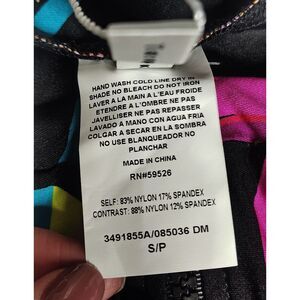 HAND WASH COLD LINE DRY IN
SHADE NO BLEACH DO NOT IRON
LAVER A LA MAIN A L'EAU FROIDE
ETENDRE A L'OMBRE NE PAS
JAVELLISER NE PAS REPASSER
LAVADO A MANO CON AGUA FRIA
COLGAR A SECAR EN LA SOMBRA
NO USE BLANQUEADOR NO
PLANCHAR
MADE IN CHINA
RN#59526
SELF: 83% NYLON 17% SPANDEX
CONTRAST: 88% NYLON 12% SPANDEX
3491855A/085036 DM
S/P